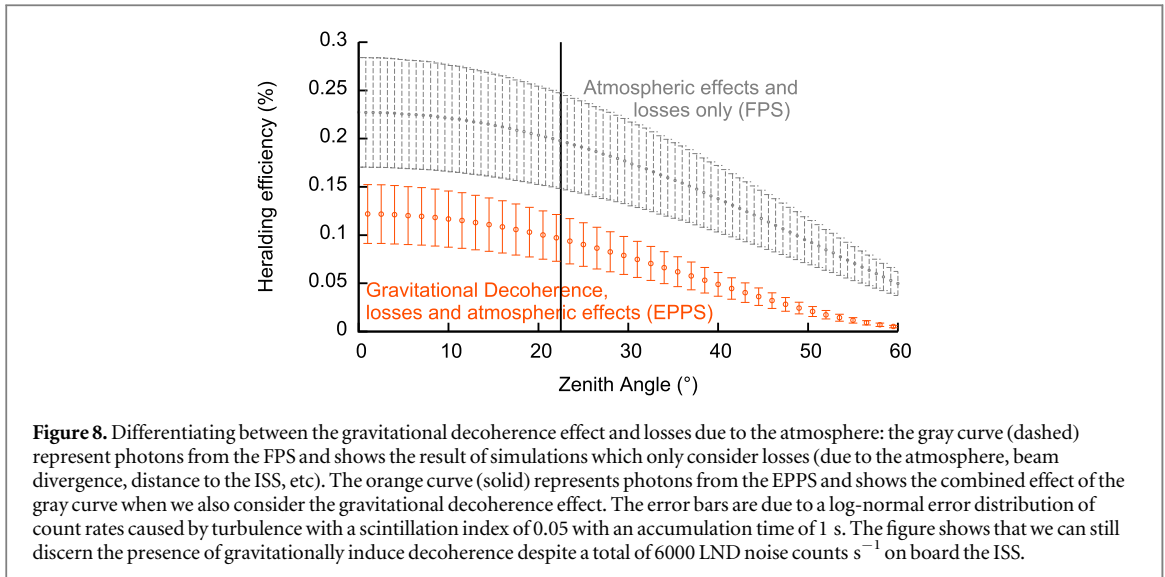 0.3
0.25
0.2
0.15
0.1
0.05
0
Heralding efficiency (%)
Atmospheric effects and
losses only (FPS)
Gravitational Decoherence,
losses and atmospheric effects (EPPS)
0 10 20 30 40 50 60
Zenith Angle (°)
Figure 8. Differentiating between the gravitational decoherence effect and losses due to the atmosphere: the gray curve (dashed)
represent photons from the FPS and shows the result of simulations which only consider losses (due to the atmosphere, beam
divergence, distance to the ISS, etc). The orange curve (solid) represents photons from the EPPS and shows the combined effect of the
gray curve when we also consider the gravitational decoherence effect. The error bars are due to a log-normal error distribution of
count rates caused by turbulence with a scintillation index of 0.05 with an accumulation time of 1 s. The figure shows that we can still
discern the presence of gravitationally induce decoherence despite a total of 6000 LND noise counts s⁻¹ on board the ISS.